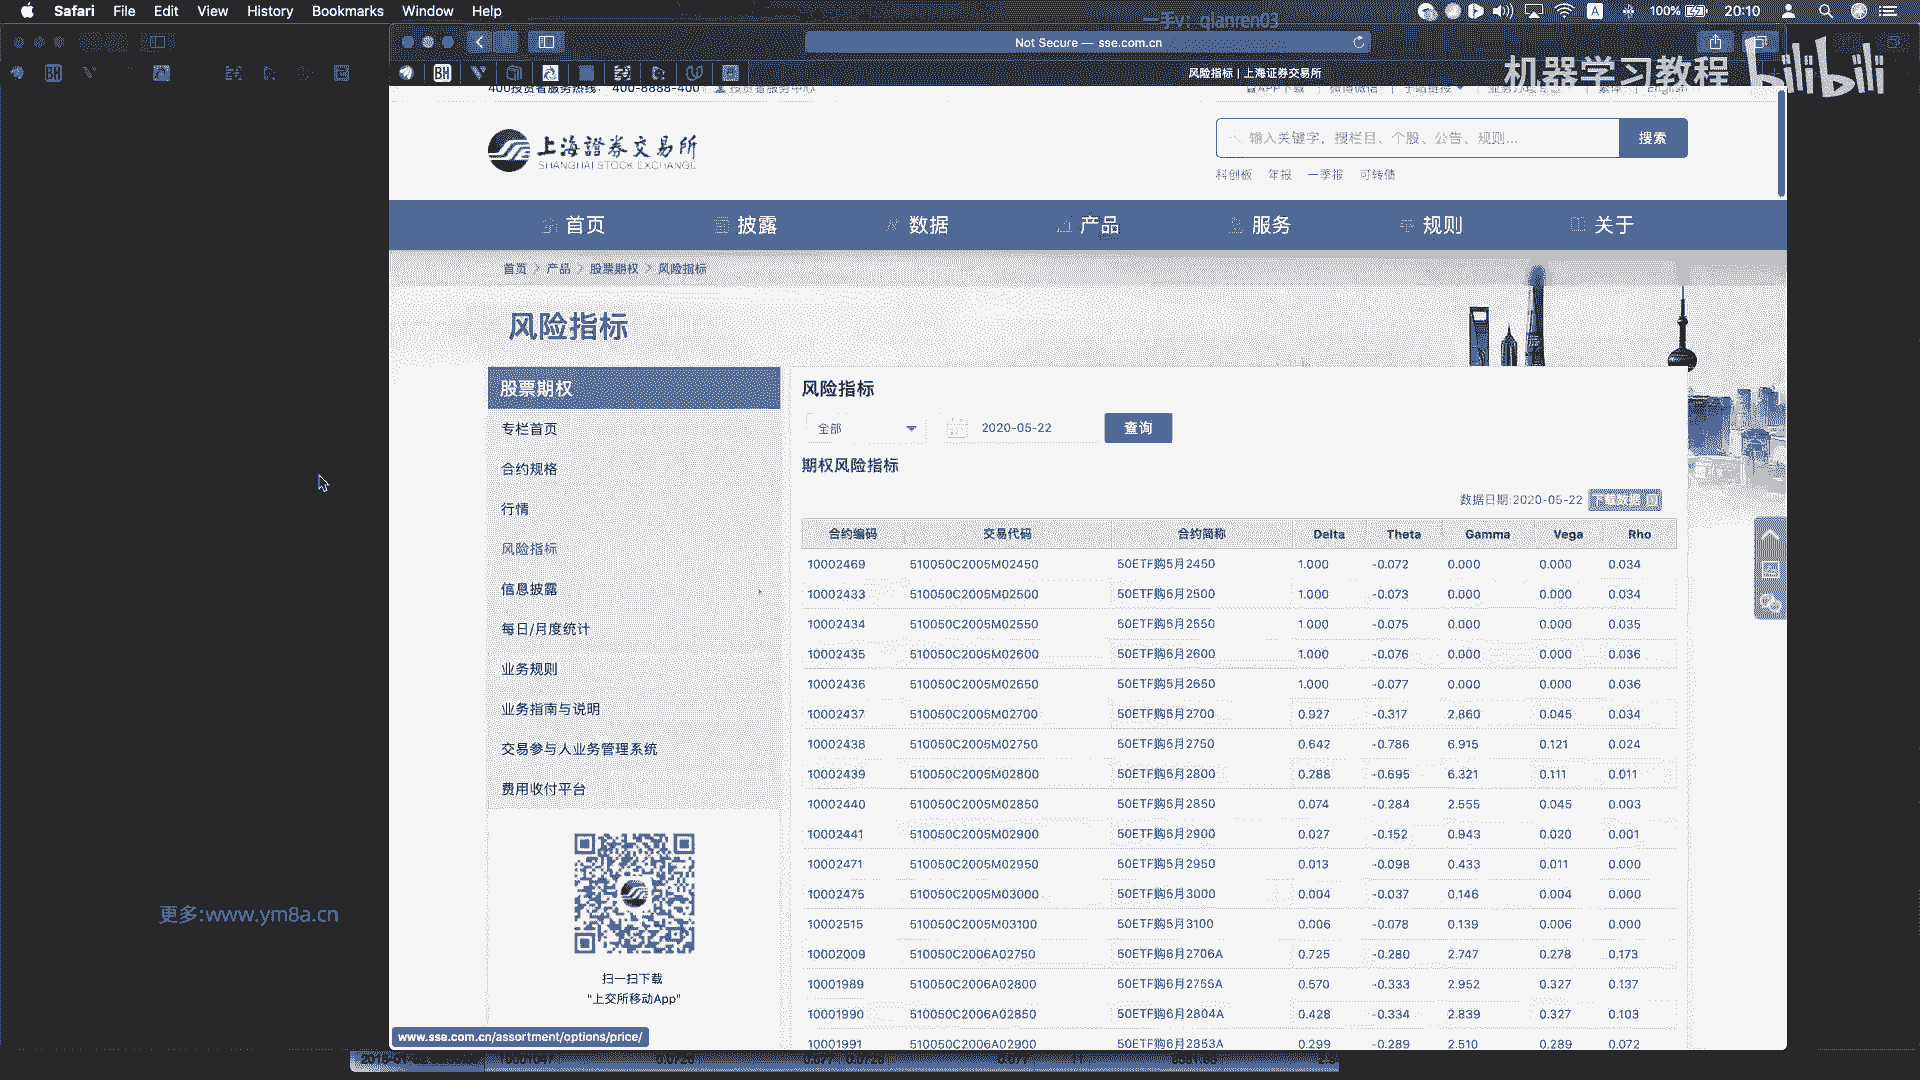 Safari File Edit View History Bookmarks Window Help
100% 20:10
一手v：qianren03
Not Secure — sse.com.cn
风险指标 | 上海证券交易所
机器学习教程 bilibili
400投资者服务热线： 400-8888-400 投资者服务中心
APP下载
English
上海證券交易所
SHANGHAI STOCK EXCHANGE
输入关键字，搜栏目、个股、公告、规则...
搜索
科创板 年报 一季报 可转债
首页 披露 数据 产品 服务 规则 关于
首页 > 产品 > 股票期权 > 风险指标
风险指标
股票期权
专栏首页
合约规格
行情
风险指标
信息披露
每日/月度统计
业务规则
业务指南与说明
交易参与人业务管理系统
费用收付平台
扫一扫下载
"上交所移动App"
风险指标
全部 2020-05-22 查询
期权风险指标
数据日期:2020-05-22 下载数据
合约编码 交易代码 合约简称 Delta Theta Gamma Vega Rho
10002469 510050C2005M02450 50ETF购5月2450 1.000 -0.072 0.000 0.000 0.034
10002433 510050C2005M02500 50ETF购5月2500 1.000 -0.073 0.000 0.000 0.034
10002434 510050C2005M02550 50ETF购5月2550 1.000 -0.075 0.000 0.000 0.035
10002435 510050C2005M02600 50ETF购5月2600 1.000 -0.076 0.000 0.000 0.036
10002436 510050C2005M02650 50ETF购5月2650 1.000 -0.077 0.000 0.000 0.036
10002437 510050C2005M02700 50ETF购5月2700 0.927 -0.317 2.860 0.045 0.034
10002438 510050C2005M02750 50ETF购5月2750 0.642 -0.786 6.915 0.121 0.024
10002439 510050C2005M02800 50ETF购5月2800 0.288 -0.695 6.321 0.111 0.011
10002440 510050C2005M02850 50ETF购5月2850 0.074 -0.284 2.555 0.045 0.003
10002441 510050C2005M02900 50ETF购5月2900 0.027 -0.152 0.943 0.020 0.001
10002471 510050C2005M02950 50ETF购5月2950 0.013 -0.098 0.433 0.011 0.000
10002475 510050C2005M03000 50ETF购5月3000 0.004 -0.037 0.146 0.004 0.000
10002515 510050C2005M03100 50ETF购5月3100 0.006 -0.078 0.139 0.006 0.000
10002009 510050C2006A02750 50ETF购6月2706A 0.725 -0.280 2.747 0.278 0.173
10001989 510050C2006A02800 50ETF购6月2755A 0.570 -0.333 2.952 0.327 0.137
10001990 510050C2006A02850 50ETF购6月2804A 0.428 -0.334 2.839 0.327 0.103
10001991 510050C2006A02900 50ETF购6月2853A 0.299 -0.289 2.510 0.289 0.072
更多:www.ym8a.cn
www.sse.com.cn/assortment/options/price/